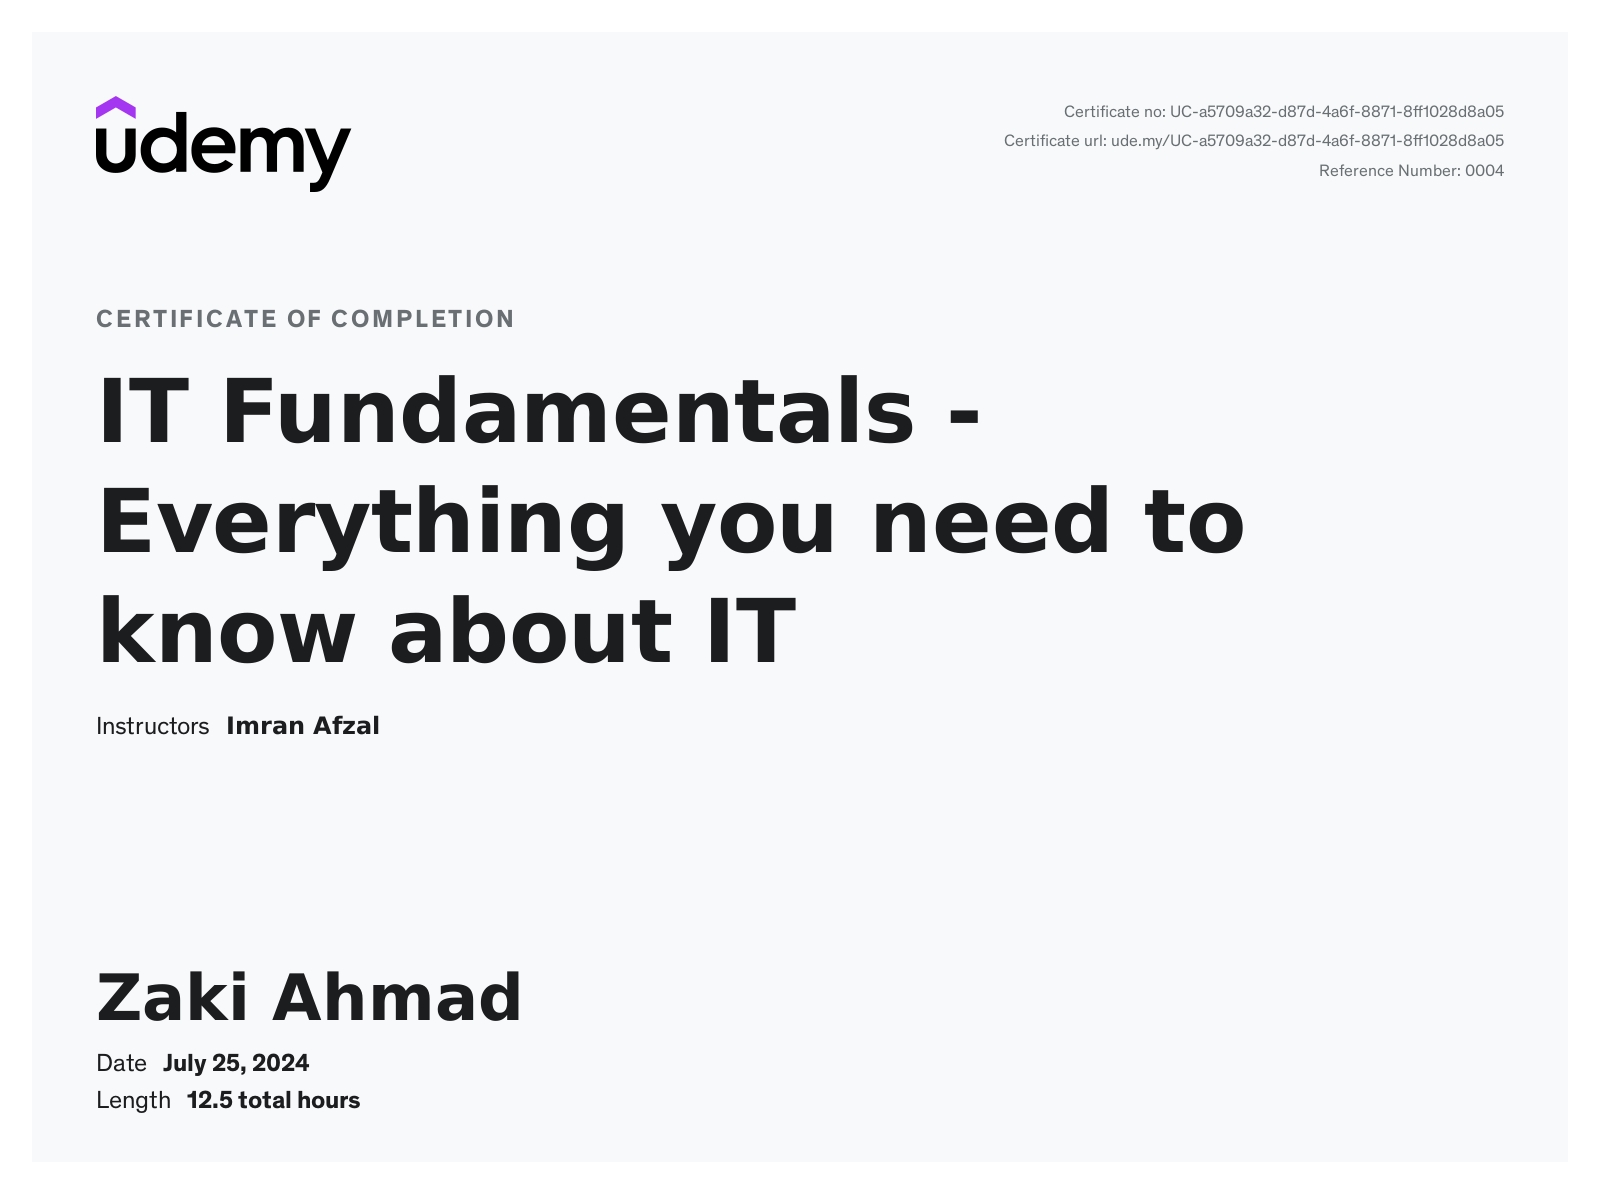 udemy
Certificate no: UC-a5709a32-d87d-4a6f-8871-8ff1028d8a05
Certificate url: ude.my/UC-a5709a32-d87d-4a6f-8871-8ff1028d8a05
Reference Number: 0004
CERTIFICATE OF COMPLETION
IT Fundamentals -
Everything you need to
know about IT
Instructors Imran Afzal
Zaki Ahmad
Date July 25, 2024
Length 12.5 total hours